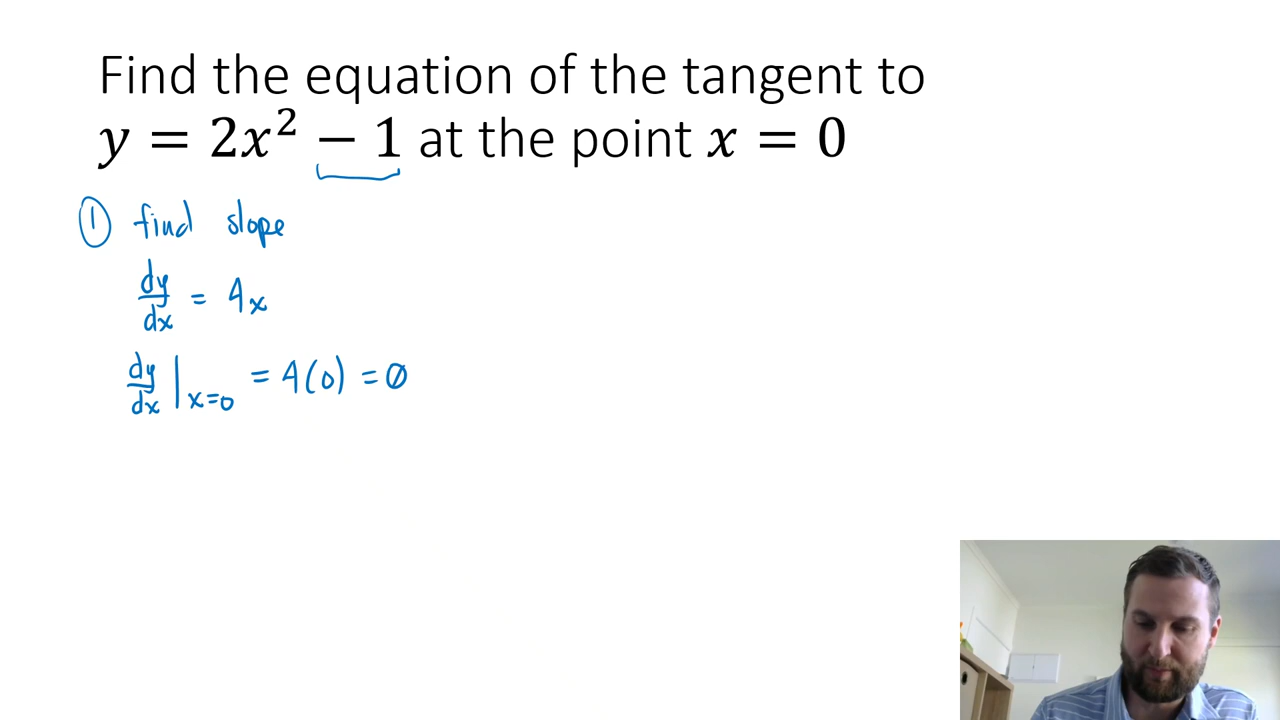 Find the equation of the tangent to
y = 2x² − 1 at the point x = 0
① find slope
dy/dx = 4x
dy/dx |x=0 = 4(0) = 0